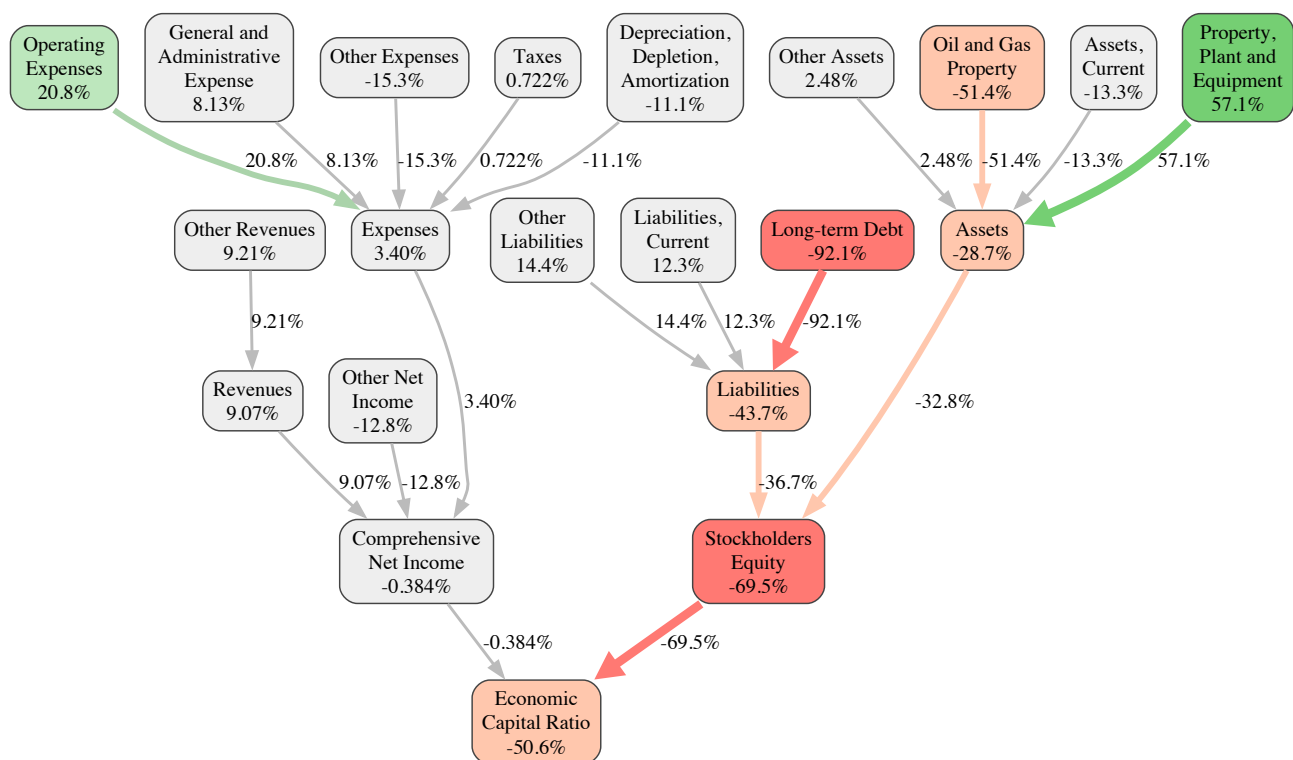 Operating
Expenses
20.8%
General and
Administrative
Expense
8.13%
Other Expenses
-15.3%
Taxes
0.722%
Depreciation,
Depletion,
Amortization
-11.1%
Other Assets
2.48%
Oil and Gas
Property
-51.4%
Assets,
Current
-13.3%
Property,
Plant and
Equipment
57.1%
20.8%
8.13%
-15.3%
0.722%
-11.1%
2.48%
-51.4%
-13.3%
57.1%
Other Revenues
9.21%
Expenses
3.40%
Other
Liabilities
14.4%
Liabilities,
Current
12.3%
Long-term Debt
-92.1%
Assets
-28.7%
9.21%
14.4%
12.3%
-92.1%
Revenues
9.07%
Other Net
Income
-12.8%
3.40%
Liabilities
-43.7%
-32.8%
9.07%
-12.8%
-36.7%
Comprehensive
Net Income
-0.384%
Stockholders
Equity
-69.5%
-0.384%
-69.5%
Economic
Capital Ratio
-50.6%